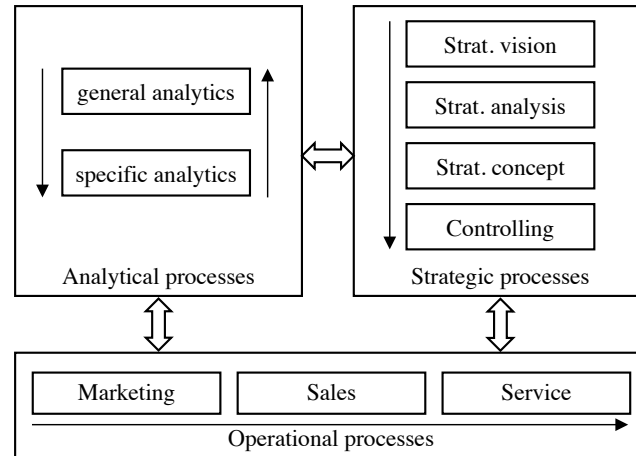 general analytics
specific analytics
Analytical processes
Strat. vision
Strat. analysis
Strat. concept
Controlling
Strategic processes
Marketing
Sales
Service
Operational processes